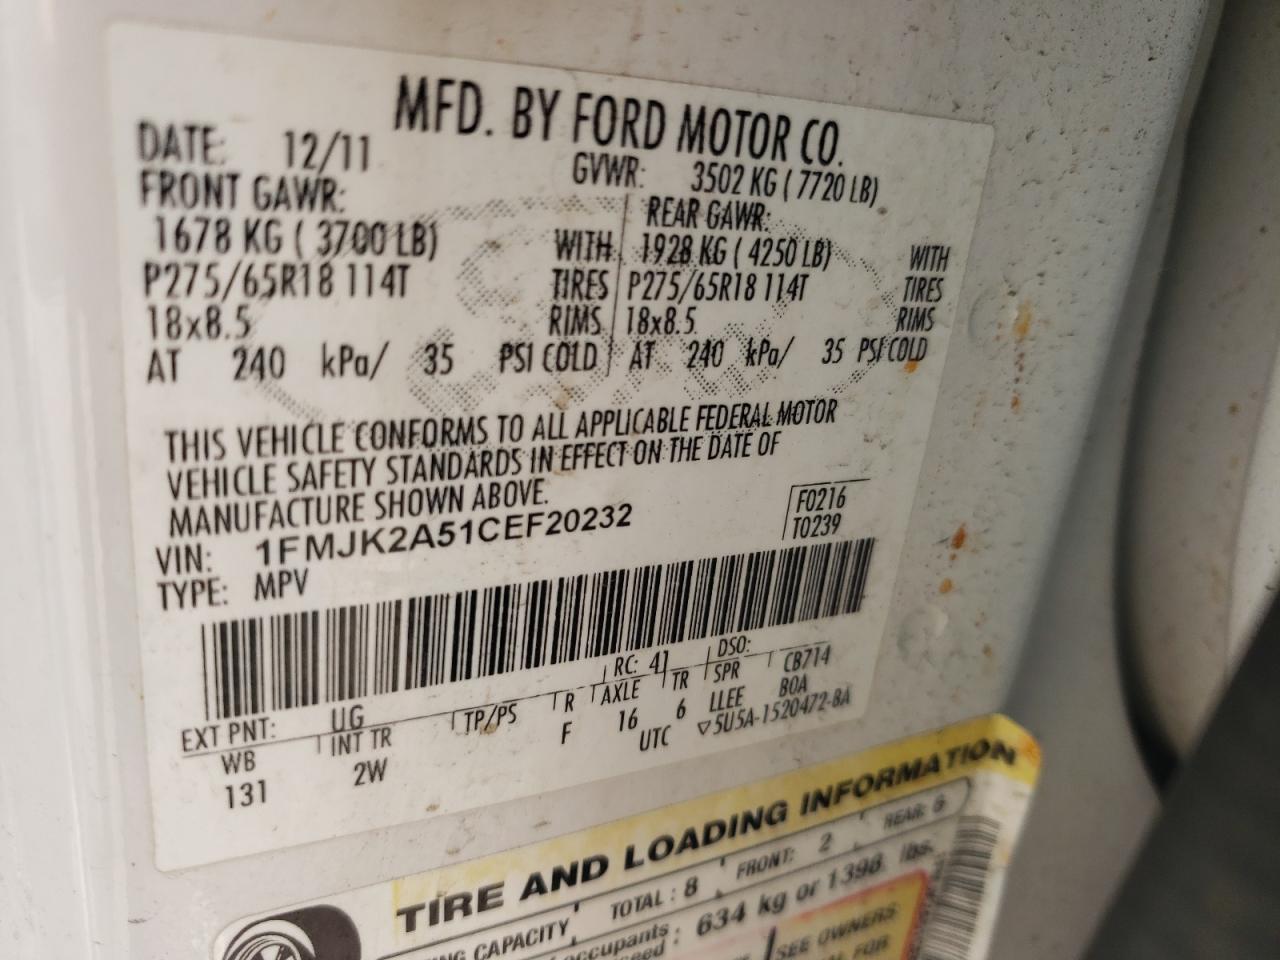 MFD. BY FORD MOTOR CO.
DATE: 12/11 GVWR: 3502 KG ( 7720 LB)
FRONT GAWR: REAR GAWR:
1678 KG ( 3700 LB) WITH 1928 KG ( 4250 LB) WITH
P275/65R18 114T TIRES P275/65R18 114T TIRES
18x8.5 RIMS 18x8.5 RIMS
AT 240 kPa/ 35 PSI COLD AT 240 kPa/ 35 PSI COLD
THIS VEHICLE CONFORMS TO ALL APPLICABLE FEDERAL MOTOR
VEHICLE SAFETY STANDARDS IN EFFECT ON THE DATE OF
MANUFACTURE SHOWN ABOVE.
VIN: 1FMJK2A51CEF20232 F0216
TYPE: MPV T0239
EXT PNT: UG RC: 41 DSO:
WB INT TR TP/PS R AXLE TR SPR CB714
131 2W F 16 6 LLEE B0A
UTC ▽5U5A-1520472-BA
TIRE AND LOADING INFORMATION
CAPACITY TOTAL : 8 FRONT: 2 REAR: 6
occupants : 634 kg or 1398. lbs.
SEE OWNERS
FOR